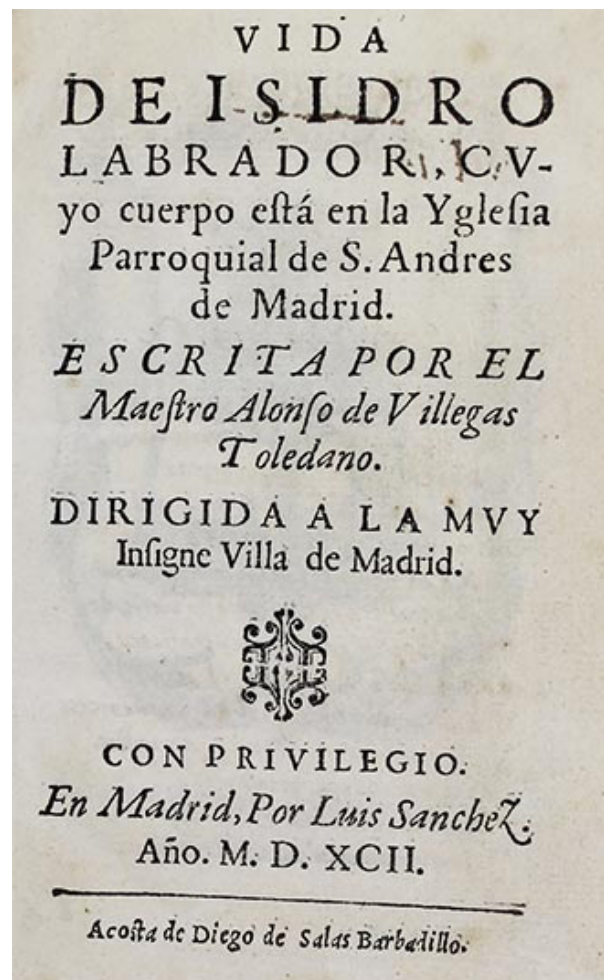 VIDA
DE ISIDRO
LABRADOR, CV-
yo cuerpo eſtá en la Ygleſia
Parroquial de S. Andres
de Madrid.
ESCRITA POR EL
Maeſtro Alonſo de Villegas
Toledano.
DIRIGIDA A LA MVY
Inſigne Villa de Madrid.
CON PRIVILEGIO.
En Madrid, Por Luis Sanchez.
Año. M. D. XCII.
Acoſta de Diego de Salas Barbadillo.